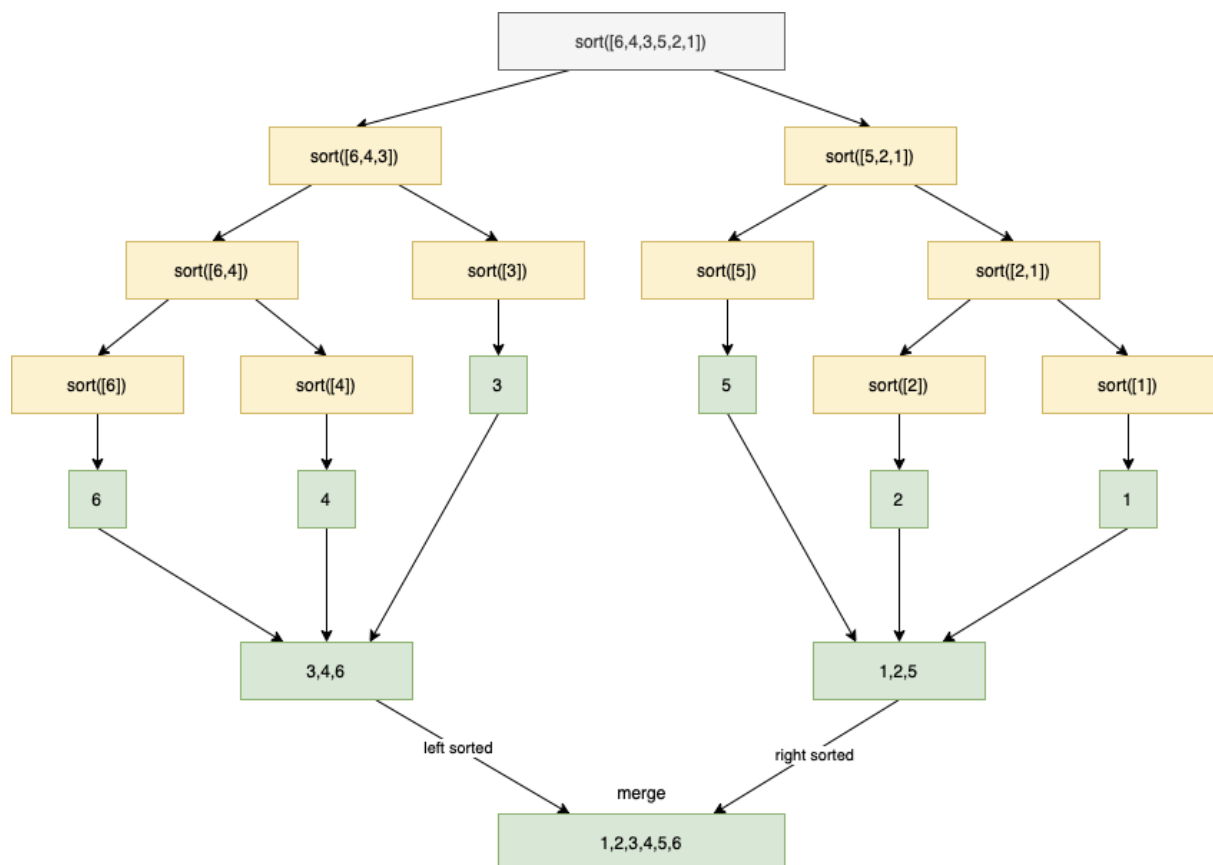 sort([6,4,3,5,2,1])
sort([6,4,3])
sort([5,2,1])
sort([6,4])
sort([3])
sort([5])
sort([2,1])
sort([6])
sort([4])
3
5
sort([2])
sort([1])
6
4
2
1
3,4,6
1,2,5
left sorted
right sorted
merge
1,2,3,4,5,6